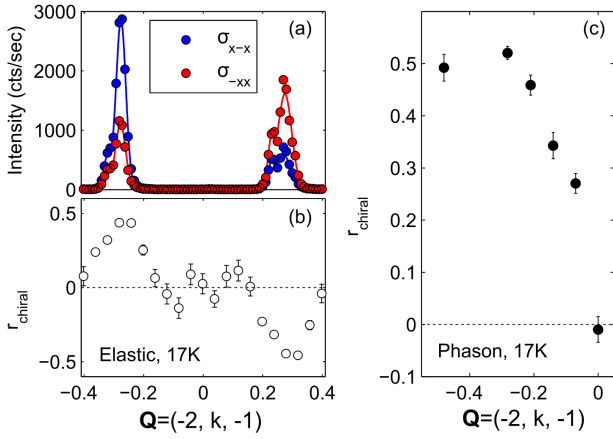 3000
2000
1000
0
Intensity (cts/sec)
(a)
σx-x
σ-xx
0.5
0
−0.5
rchiral
(b)
Elastic, 17K
−0.4 −0.2 0 0.2 0.4
Q=(-2, k, -1)
0.6
0.5
0.4
0.3
0.2
0.1
0
−0.1
rchiral
(c)
Phason, 17K
−0.4 −0.2 0
Q=(-2, k, -1)